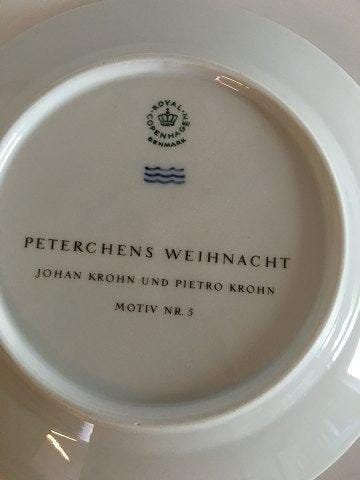 ROYAL
COPENHAGEN
DENMARK
PETERCHENS WEIHNACHT
JOHAN KROHN UND PIETRO KROHN
MOTIV NR. 5